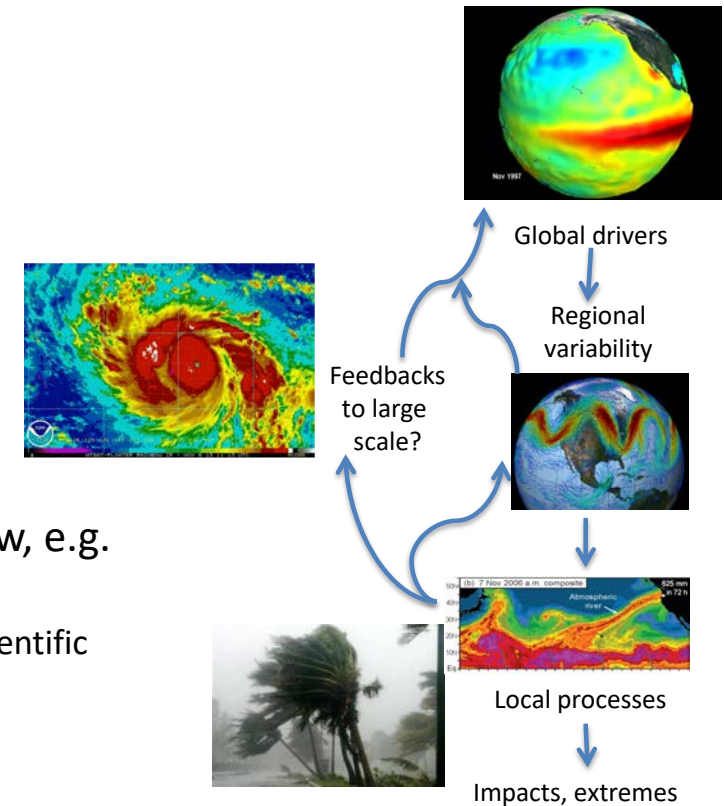 Nov 1997
Global drivers
Regional
variability
Feedbacks
to large
scale?
w, e.g.
(b) 7 Nov 2006 a.m. composite
625 mm
in 72 h
Atmospheric
river
entific
Local processes
Impacts, extremes